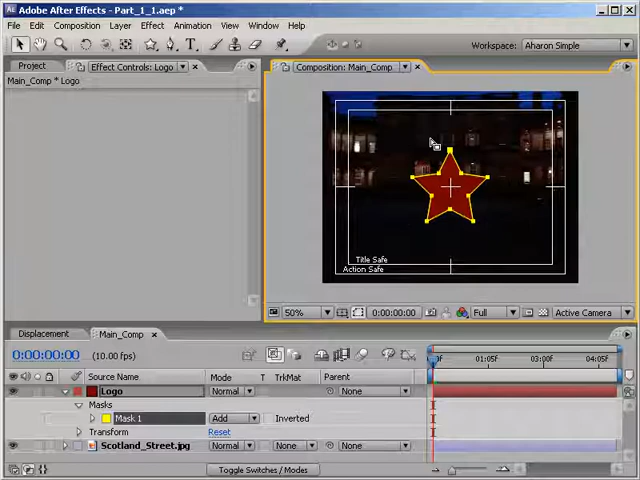 Adobe After Effects - Part_1_1.aep *
File Edit Composition Layer Effect Animation View Window Help
Workspace: Aharon Simple
Project Effect Controls: Logo
Composition: Main_Comp
Main_Comp * Logo
Title Safe
Action Safe
50% 0:00:00:00 Full Active Camera
Displacement Main_Comp
0:00:00:00 (10.00 fps)
01:05f 03:00f 04:05f
Source Name Mode T TrkMat Parent
Logo Normal None
Masks
Mask 1 Add Inverted
Transform Reset
Scotland_Street.jpg Normal None None
Toggle Switches / Modes